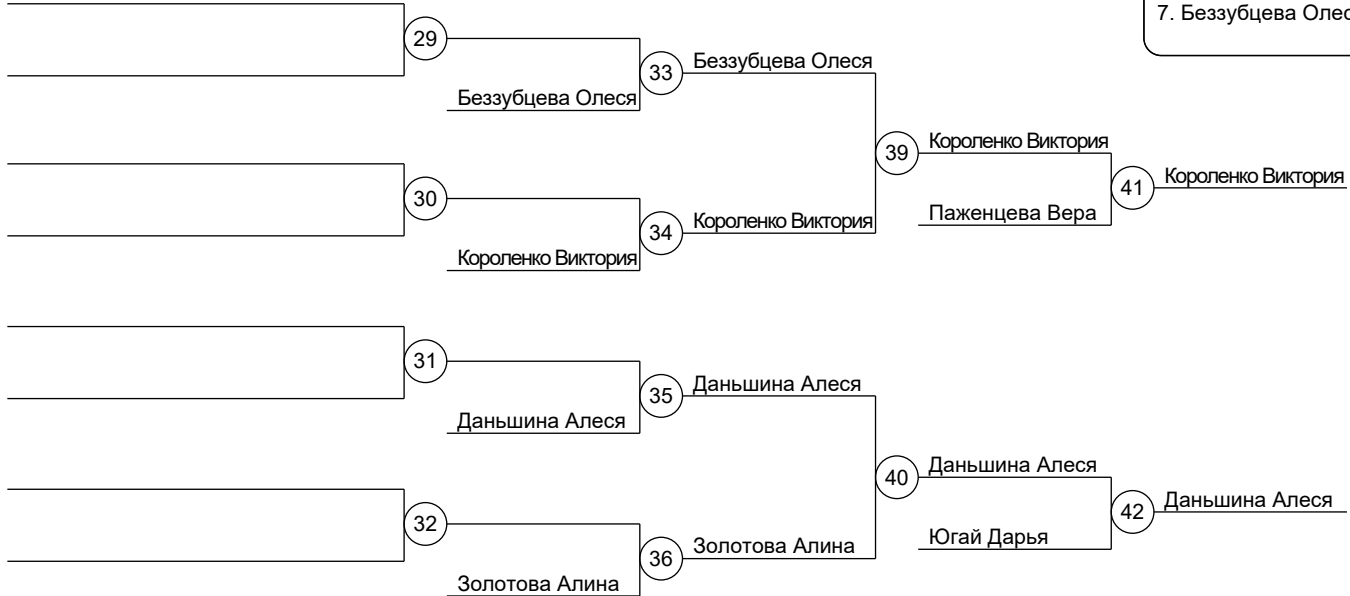 7. Беззубцева
29
Беззубцева Олеся
33
Беззубцева Олеся
30
Короленко Виктория
34
Короленко Виктория
39
Короленко Виктория
Паженцева Вера
41
Короленко Виктория
31
Даньшина Алеся
35
Даньшина Алеся
32
Золотова Алина
36
Золотова Алина
40
Даньшина Алеся
Югай Дарья
42
Даньшина Алеся